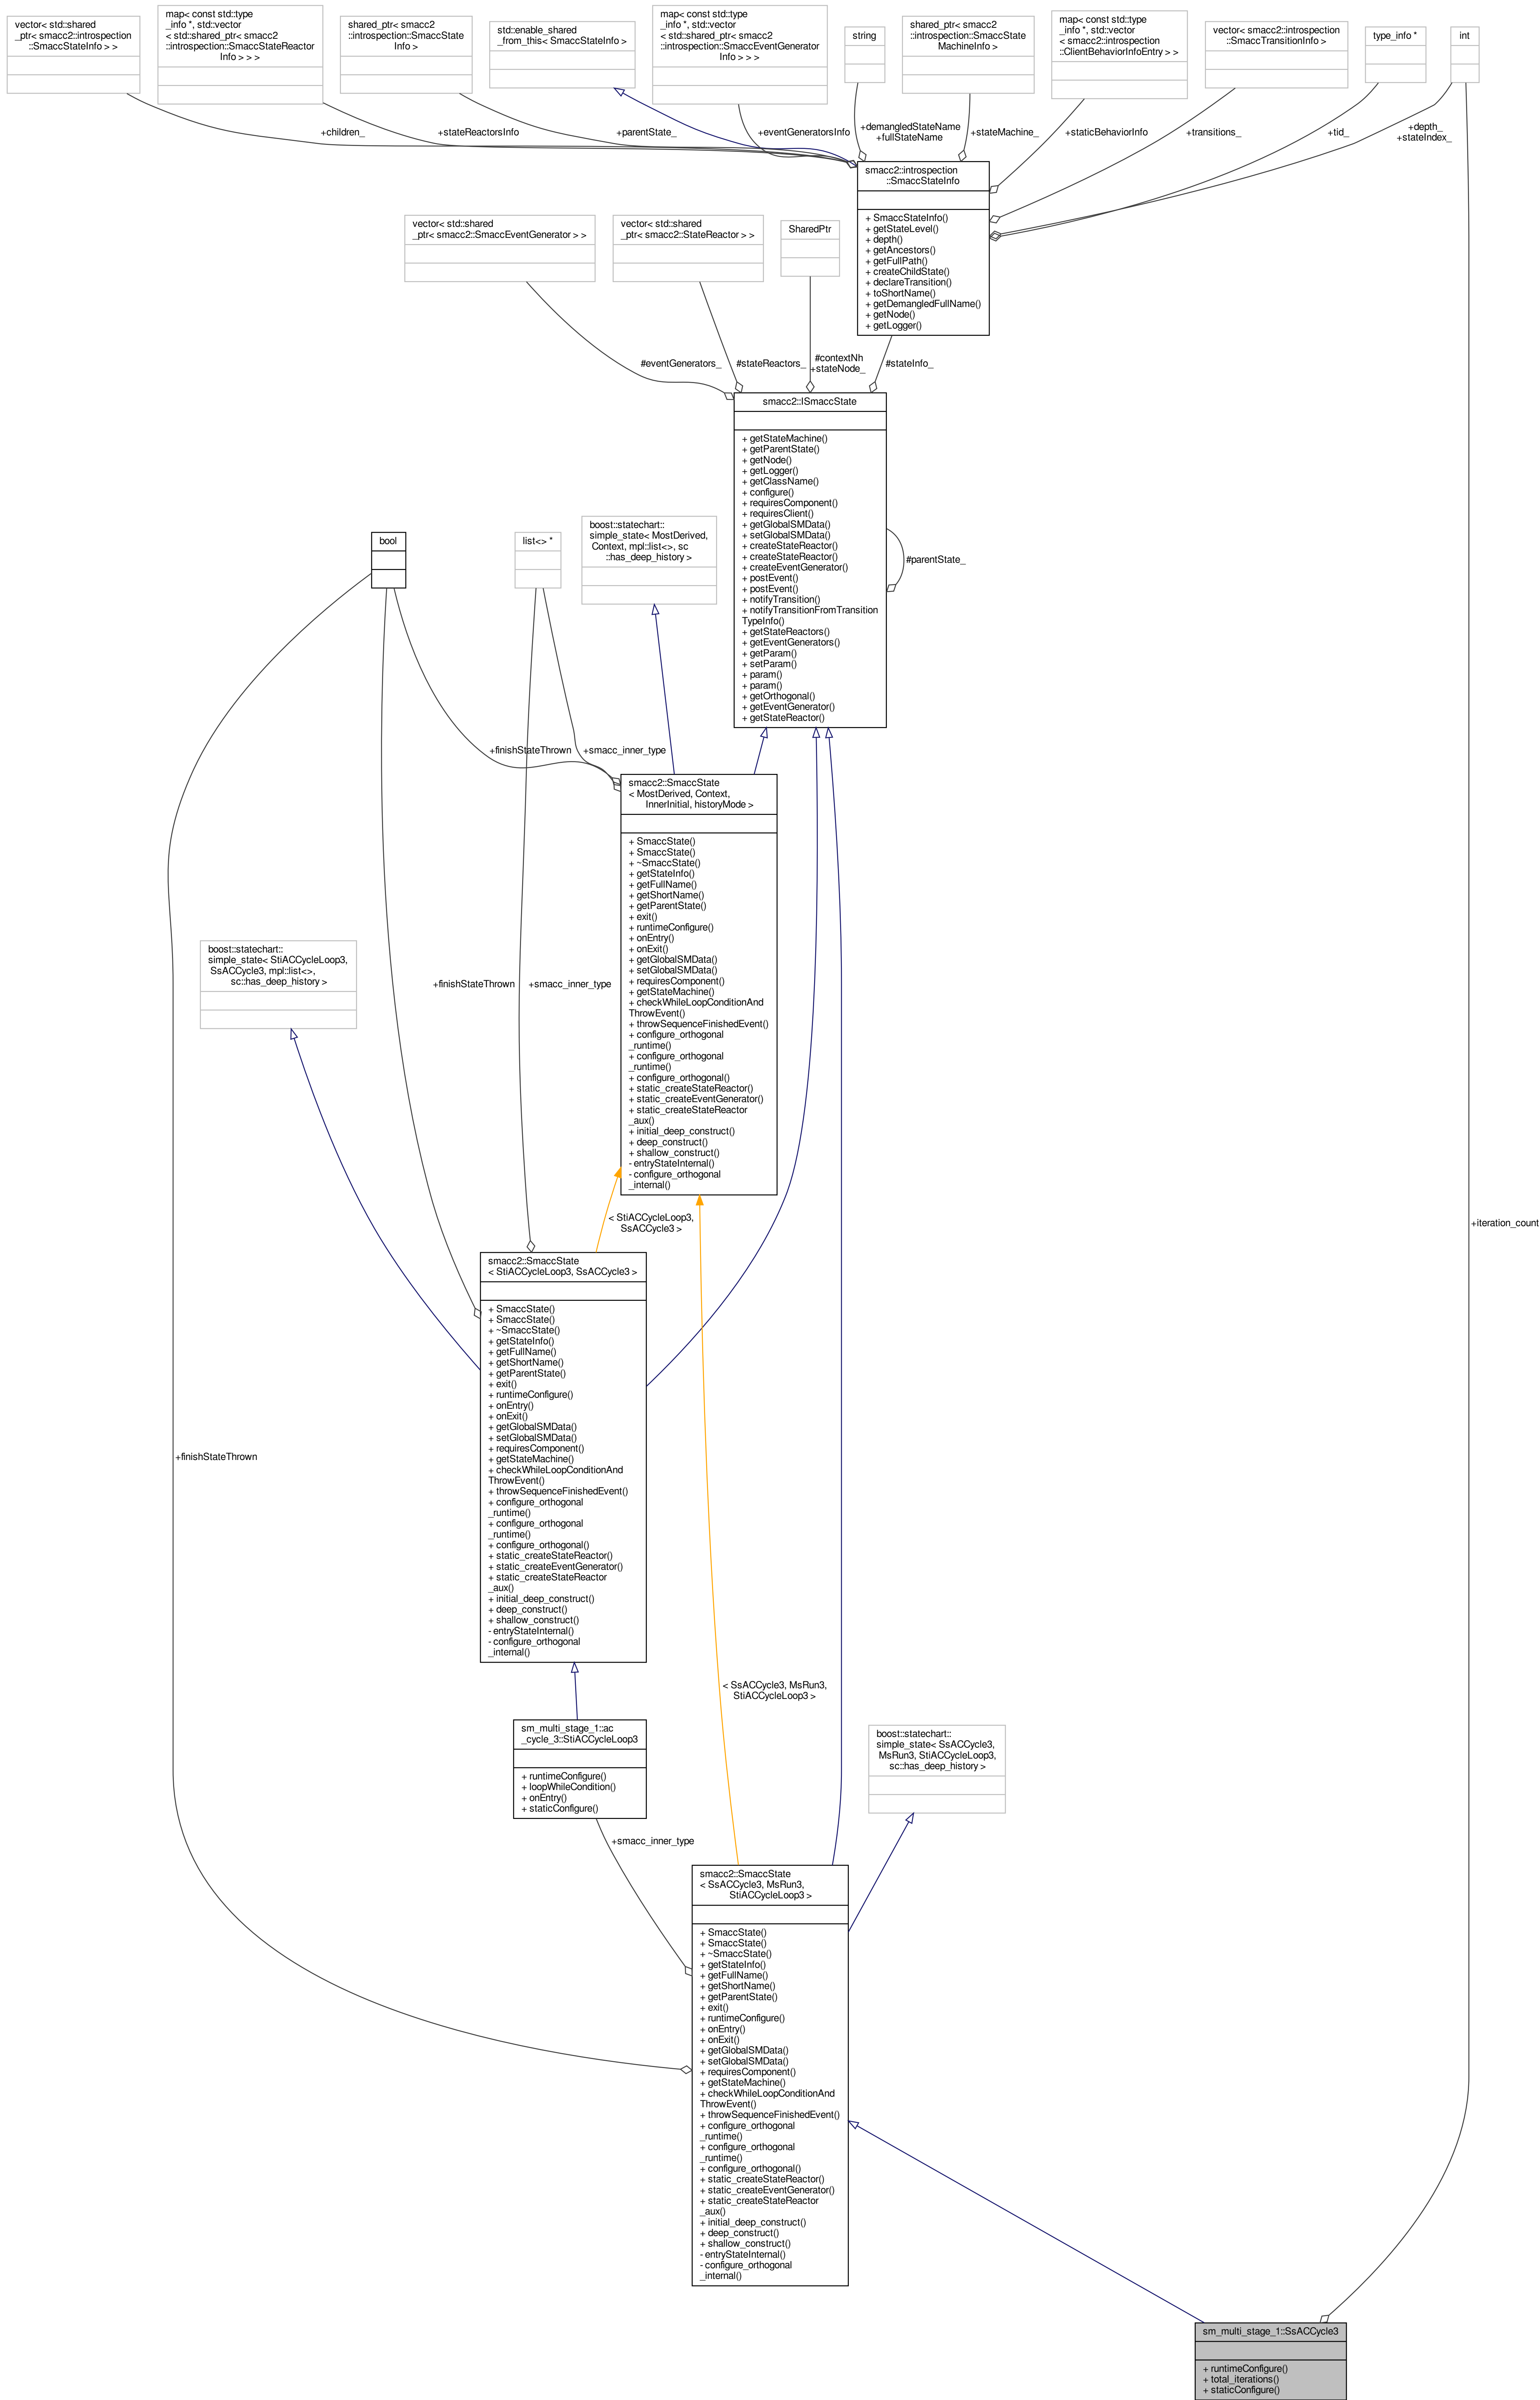 vector< std::shared
_ptr< smacc2::introspection
::SmaccStateInfo > >
map< const std::type
_info *, std::vector
< std::shared_ptr< smacc2
::introspection::SmaccStateReactor
Info > > >
shared_ptr< smacc2
::introspection::SmaccState
Info >
std::enable_shared
_from_this< SmaccStateInfo >
map< const std::type
_info *, std::vector
< std::shared_ptr< smacc2
::introspection::SmaccEventGenerator
Info > > >
string
shared_ptr< smacc2
::introspection::SmaccState
MachineInfo >
map< const std::type
_info *, std::vector
< smacc2::introspection
::ClientBehaviorInfoEntry > >
vector< smacc2::introspection
::SmaccTransitionInfo >
type_info *
int
+children_
+stateReactorsInfo
+parentState_
+eventGeneratorsInfo
+demangledStateName
+fullStateName
+stateMachine_
+staticBehaviorInfo
+transitions_
+tid_
+depth_
+stateIndex_
smacc2::introspection
::SmaccStateInfo
+ SmaccStateInfo()
+ getStateLevel()
+ depth()
+ getAncestors()
+ getFullPath()
+ createChildState()
+ declareTransition()
+ toShortName()
+ getDemangledFullName()
+ getNode()
+ getLogger()
vector< std::shared
_ptr< smacc2::SmaccEventGenerator > >
vector< std::shared
_ptr< smacc2::StateReactor > >
SharedPtr
#eventGenerators_
#stateReactors_
#contextNh
+stateNode_
#stateInfo_
smacc2::ISmaccState
+ getStateMachine()
+ getParentState()
+ getNode()
+ getLogger()
+ getClassName()
+ configure()
+ requiresComponent()
+ requiresClient()
+ getGlobalSMData()
+ setGlobalSMData()
+ createStateReactor()
+ createStateReactor()
+ createEventGenerator()
+ postEvent()
+ postEvent()
+ notifyTransition()
+ notifyTransitionFromTransition
TypeInfo()
+ getStateReactors()
+ getEventGenerators()
+ getParam()
+ setParam()
+ param()
+ param()
+ getOrthogonal()
+ getEventGenerator()
+ getStateReactor()
#parentState_
bool
list<> *
boost::statechart::
simple_state< MostDerived,
Context, mpl::list<>, sc
::has_deep_history >
+finishStateThrown
+smacc_inner_type
smacc2::SmaccState
< MostDerived, Context,
InnerInitial, historyMode >
+ SmaccState()
+ SmaccState()
+ ~SmaccState()
+ getStateInfo()
+ getFullName()
+ getShortName()
+ getParentState()
+ exit()
+ runtimeConfigure()
+ onEntry()
+ onExit()
+ getGlobalSMData()
+ setGlobalSMData()
+ requiresComponent()
+ getStateMachine()
+ checkWhileLoopConditionAnd
ThrowEvent()
+ throwSequenceFinishedEvent()
+ configure_orthogonal
_runtime()
+ configure_orthogonal
_runtime()
+ configure_orthogonal()
+ static_createStateReactor()
+ static_createEventGenerator()
+ static_createStateReactor
_aux()
+ initial_deep_construct()
+ deep_construct()
+ shallow_construct()
- entryStateInternal()
- configure_orthogonal
_internal()
boost::statechart::
simple_state< StiACCycleLoop3,
SsACCycle3, mpl::list<>,
sc::has_deep_history >
+finishStateThrown
+smacc_inner_type
< StiACCycleLoop3,
SsACCycle3 >
+iteration_count
smacc2::SmaccState
< StiACCycleLoop3, SsACCycle3 >
+ SmaccState()
+ SmaccState()
+ ~SmaccState()
+ getStateInfo()
+ getFullName()
+ getShortName()
+ getParentState()
+ exit()
+ runtimeConfigure()
+ onEntry()
+ onExit()
+ getGlobalSMData()
+ setGlobalSMData()
+ requiresComponent()
+ getStateMachine()
+ checkWhileLoopConditionAnd
ThrowEvent()
+ throwSequenceFinishedEvent()
+ configure_orthogonal
_runtime()
+ configure_orthogonal
_runtime()
+ configure_orthogonal()
+ static_createStateReactor()
+ static_createEventGenerator()
+ static_createStateReactor
_aux()
+ initial_deep_construct()
+ deep_construct()
+ shallow_construct()
- entryStateInternal()
- configure_orthogonal
_internal()
+finishStateThrown
< SsACCycle3, MsRun3,
StiACCycleLoop3 >
sm_multi_stage_1::ac
_cycle_3::StiACCycleLoop3
+ runtimeConfigure()
+ loopWhileCondition()
+ onEntry()
+ staticConfigure()
boost::statechart::
simple_state< SsACCycle3,
MsRun3, StiACCycleLoop3,
sc::has_deep_history >
+smacc_inner_type
smacc2::SmaccState
< SsACCycle3, MsRun3,
StiACCycleLoop3 >
+ SmaccState()
+ SmaccState()
+ ~SmaccState()
+ getStateInfo()
+ getFullName()
+ getShortName()
+ getParentState()
+ exit()
+ runtimeConfigure()
+ onEntry()
+ onExit()
+ getGlobalSMData()
+ setGlobalSMData()
+ requiresComponent()
+ getStateMachine()
+ checkWhileLoopConditionAnd
ThrowEvent()
+ throwSequenceFinishedEvent()
+ configure_orthogonal
_runtime()
+ configure_orthogonal
_runtime()
+ configure_orthogonal()
+ static_createStateReactor()
+ static_createEventGenerator()
+ static_createStateReactor
_aux()
+ initial_deep_construct()
+ deep_construct()
+ shallow_construct()
- entryStateInternal()
- configure_orthogonal
_internal()
sm_multi_stage_1::SsACCycle3
+ runtimeConfigure()
+ total_iterations()
+ staticConfigure()